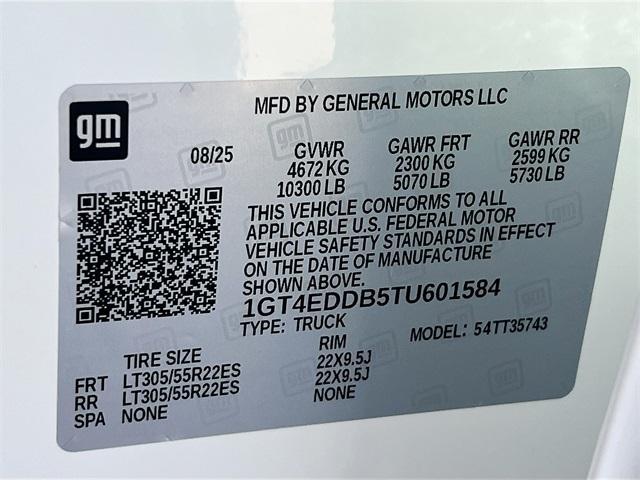 gm
MFD BY GENERAL MOTORS LLC
08/25 GVWR GAWR FRT GAWR RR
4672 KG 2300 KG 2599 KG
10300 LB 5070 LB 5730 LB
THIS VEHICLE CONFORMS TO ALL
APPLICABLE U.S. FEDERAL MOTOR
VEHICLE SAFETY STANDARDS IN EFFECT
ON THE DATE OF MANUFACTURE
SHOWN ABOVE.
1GT4EDDB5TU601584
TYPE: TRUCK MODEL: 54TT35743
TIRE SIZE RIM
FRT LT305/55R22ES 22X9.5J
RR LT305/55R22ES 22X9.5J
SPA NONE NONE